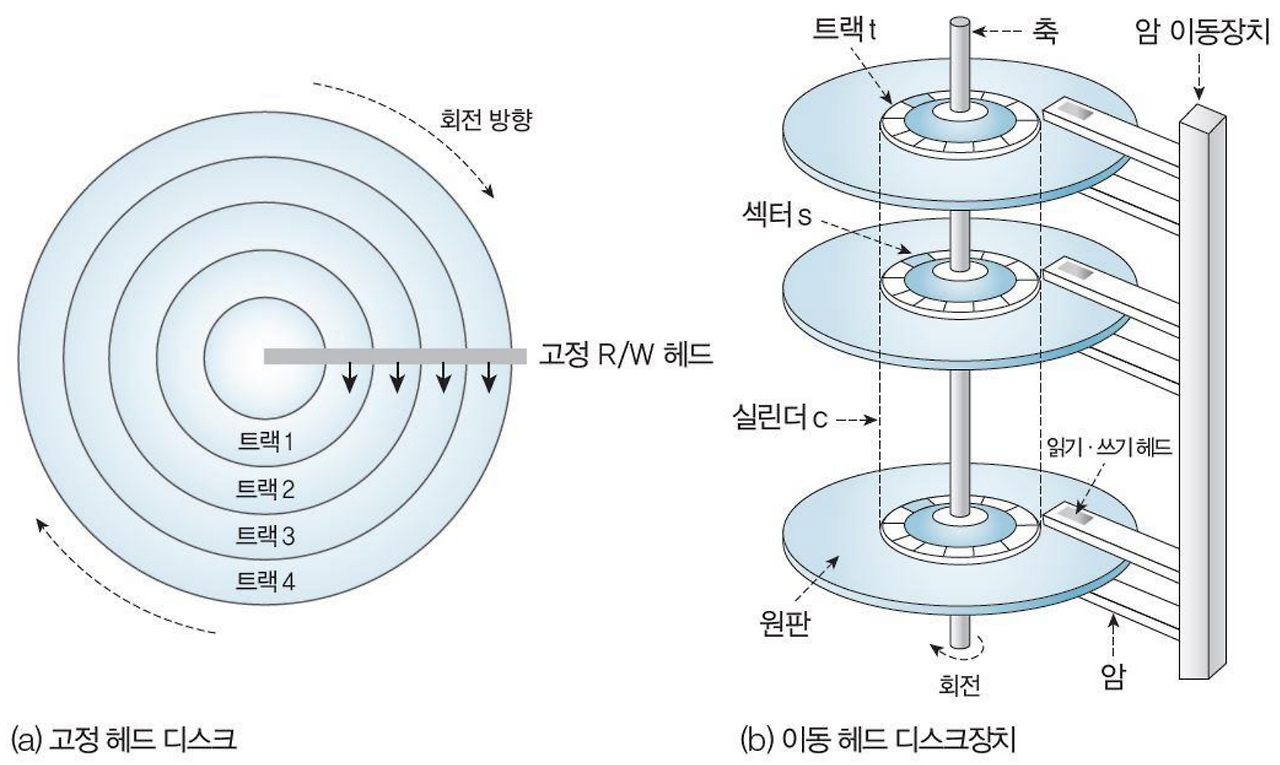 회전 방향
고정 R/W 헤드
트랙 1
트랙 2
트랙 3
트랙 4
(a) 고정 헤드 디스크
트랙 t
축
암 이동장치
섹터 s
실린더 c
읽기 · 쓰기 헤드
원판
암
회전
(b) 이동 헤드 디스크장치